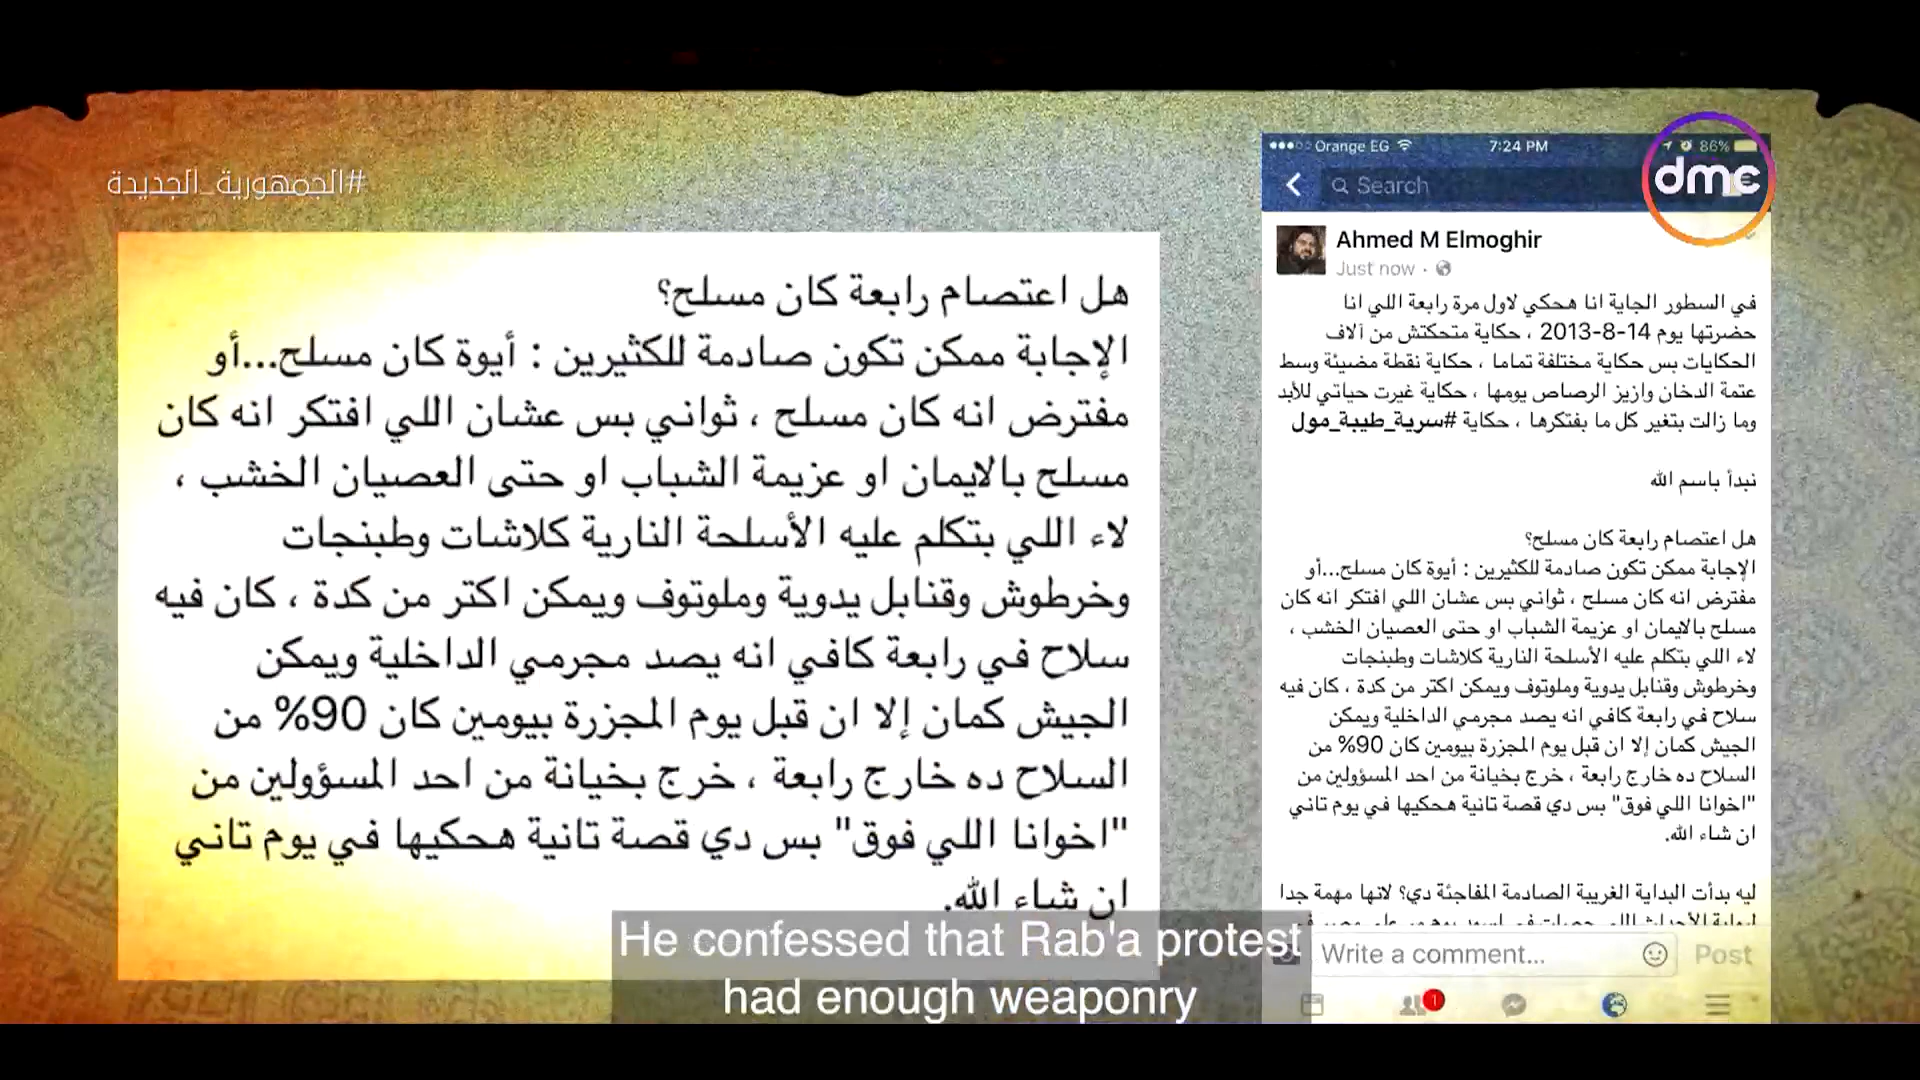 #الجمهورية_الجديدة
dmc
هل اعتصام رابعة كان مسلح؟
الإجابة ممكن تكون صادمة للكثيرين : أيوة كان مسلح...أو
مفترض انه كان مسلح ، ثواني بس عشان اللي افتكر انه كان
مسلح بالايمان او عزيمة الشباب او حتى العصيان الخشب ،
لاء اللي بتكلم عليه الأسلحة النارية كلاشات وطبنجات
وخرطوش وقنابل يدوية وملوتوف ويمكن اكتر من كدة ، كان فيه
سلاح في رابعة كافي انه يصد مجرمي الداخلية ويمكن
الجيش كمان إلا ان قبل يوم المجزرة بيومين كان 90% من
السلاح ده خارج رابعة ، خرج بخيانة من احد المسؤولين من
"اخوانا اللي فوق" بس دي قصة تانية هحكيها في يوم تاني
ان شاء الله.
Orange EG 7:24 PM 86%
Search
Ahmed M Elmoghir
Just now ·
في السطور الجاية انا هحكي لاول مرة رابعة اللي انا
حضرتها يوم 14-8-2013 ، حكاية متحكتش من آلاف
الحكايات بس حكاية مختلفة تماما ، حكاية نقطة مضيئة وسط
عتمة الدخان وازيز الرصاص يومها ، حكاية غيرت حياتي للأبد
وما زالت بتغير كل ما بفتكرها ، حكاية #سرية_طيبة_مول
نبدأ باسم الله
هل اعتصام رابعة كان مسلح؟
الإجابة ممكن تكون صادمة للكثيرين : أيوة كان مسلح...أو
مفترض انه كان مسلح ، ثواني بس عشان اللي افتكر انه كان
مسلح بالايمان او عزيمة الشباب او حتى العصيان الخشب ،
لاء اللي بتكلم عليه الأسلحة النارية كلاشات وطبنجات
وخرطوش وقنابل يدوية وملوتوف ويمكن اكتر من كدة ، كان فيه
سلاح في رابعة كافي انه يصد مجرمي الداخلية ويمكن
الجيش كمان إلا ان قبل يوم المجزرة بيومين كان 90% من
السلاح ده خارج رابعة ، خرج بخيانة من احد المسؤولين من
"اخوانا اللي فوق" بس دي قصة تانية هحكيها في يوم تاني
ان شاء الله.
ليه بدأت البداية الغريبة الصادمة المفاجئة دي؟ لانها مهمة جدا
Write a comment... Post
1
He confessed that Rab'a protest
had enough weaponry